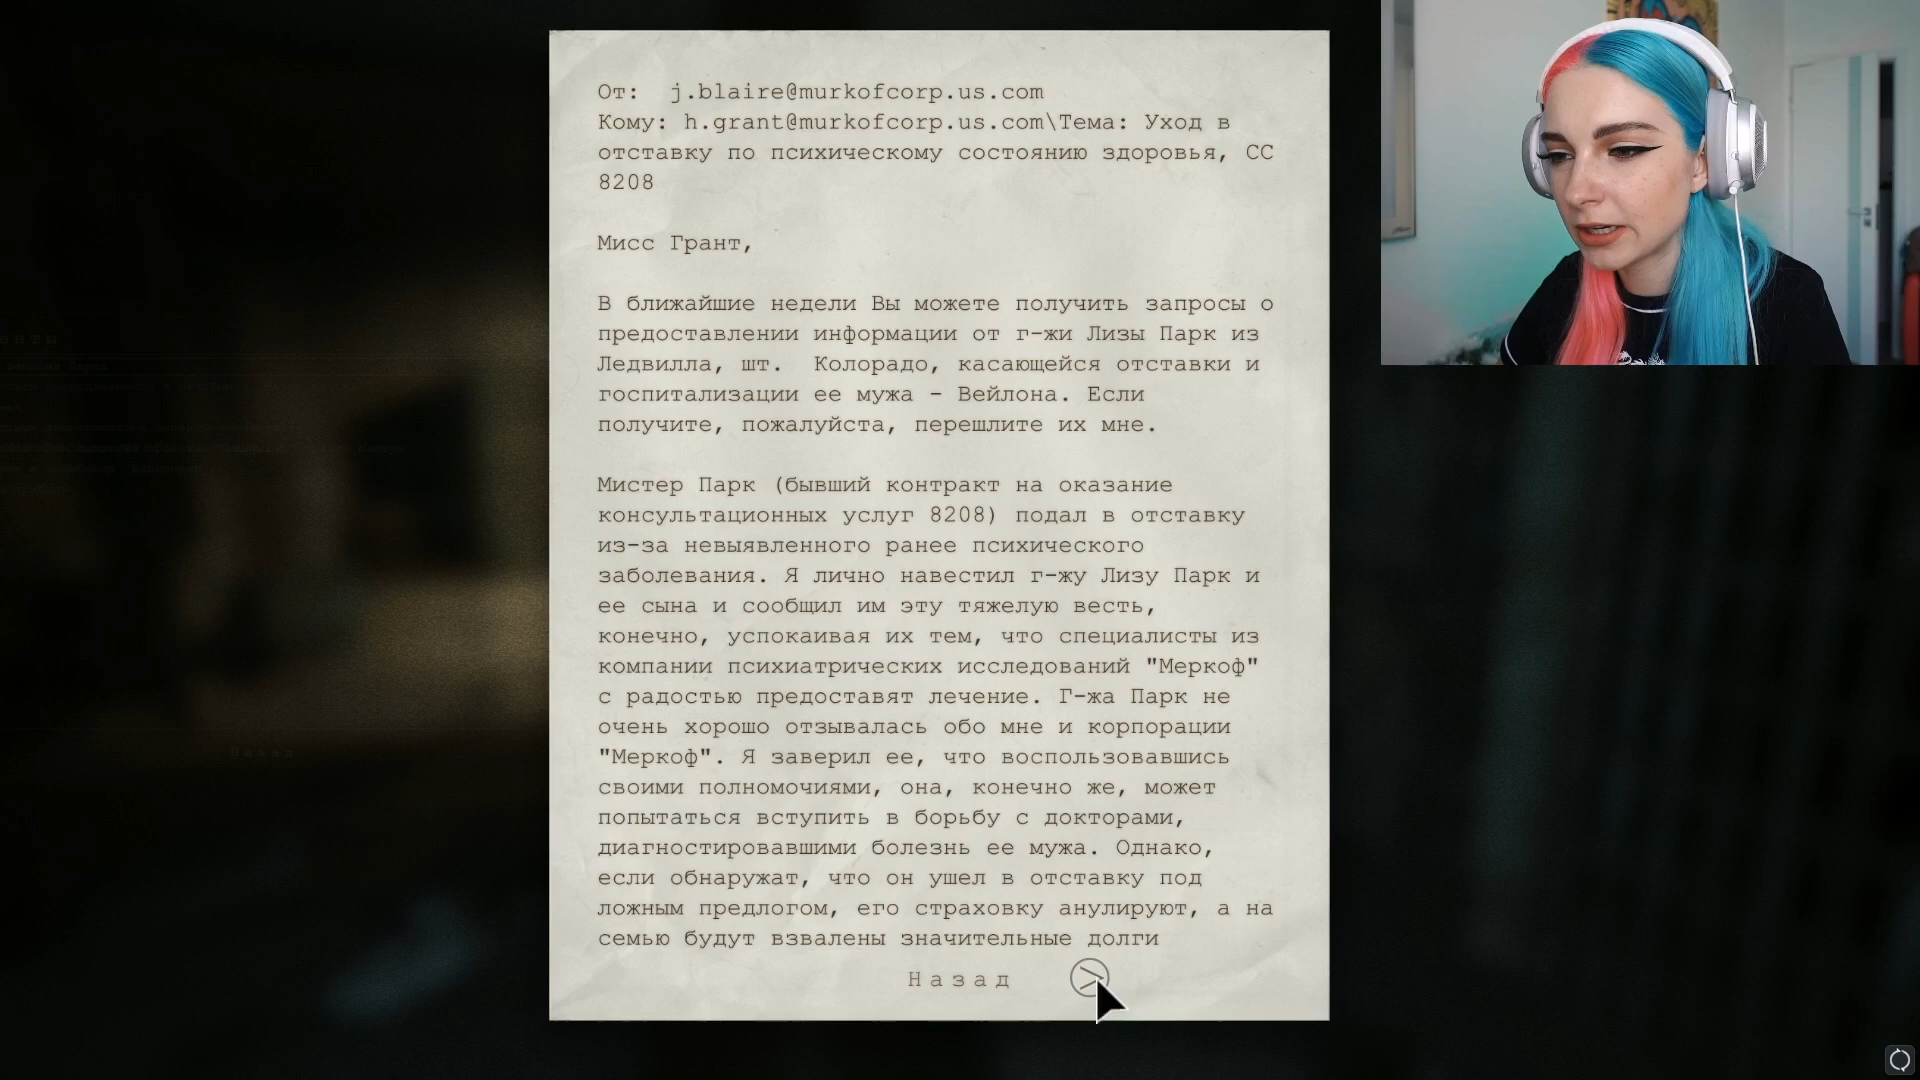 От:  j.blaire@murkofcorp.us.com
Кому: h.grant@murkofcorp.us.com\Тема: Уход в
отставку по психическому состоянию здоровья, СС
8208
Мисс Грант,
В ближайшие недели Вы можете получить запросы о
предоставлении информации от г-жи Лизы Парк из
Ледвилла, шт.  Колорадо, касающейся отставки и
госпитализации ее мужа - Вейлона. Если
получите, пожалуйста, перешлите их мне.
Мистер Парк (бывший контракт на оказание
консультационных услуг 8208) подал в отставку
из-за невыявленного ранее психического
заболевания. Я лично навестил г-жу Лизу Парк и
ее сына и сообщил им эту тяжелую весть,
конечно, успокаивая их тем, что специалисты из
компании психиатрических исследований "Меркоф"
с радостью предоставят лечение. Г-жа Парк не
очень хорошо отзывалась обо мне и корпорации
"Меркоф". Я заверил ее, что воспользовавшись
своими полномочиями, она, конечно же, может
попытаться вступить в борьбу с докторами,
диагностировавшими болезнь ее мужа. Однако,
если обнаружат, что он ушел в отставку под
ложным предлогом, его страховку анулируют, а на
семью будут взвалены значительные долги
Назад